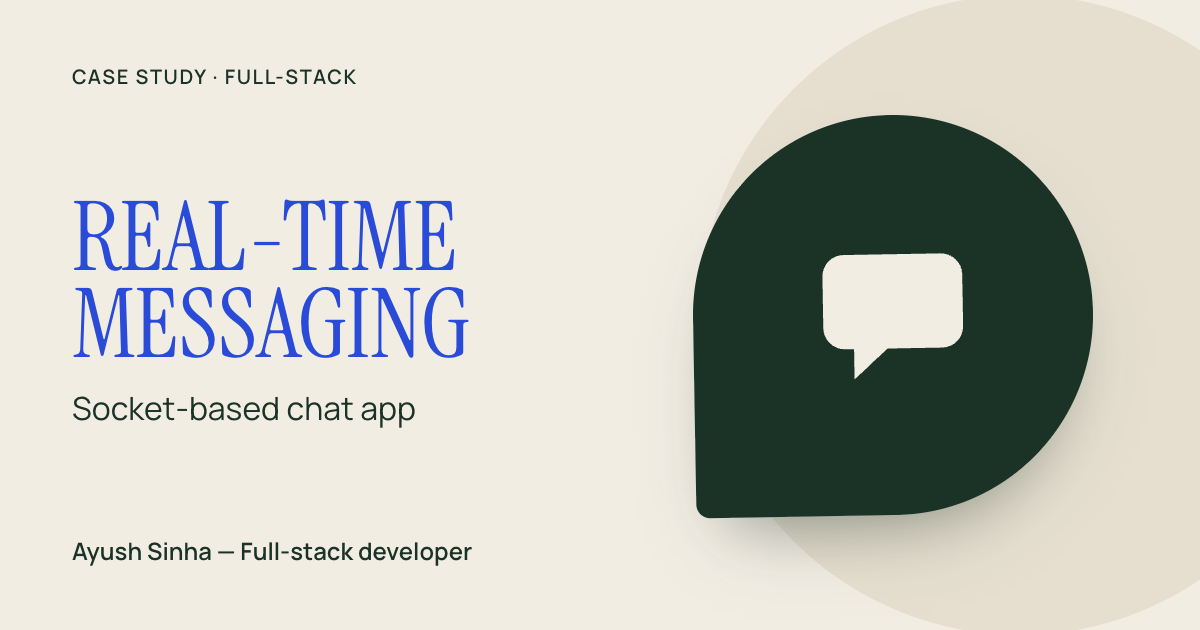 CASE STUDY · FULL-STACK
REAL-TIME
MESSAGING
Socket-based chat app
Ayush Sinha — Full-stack developer